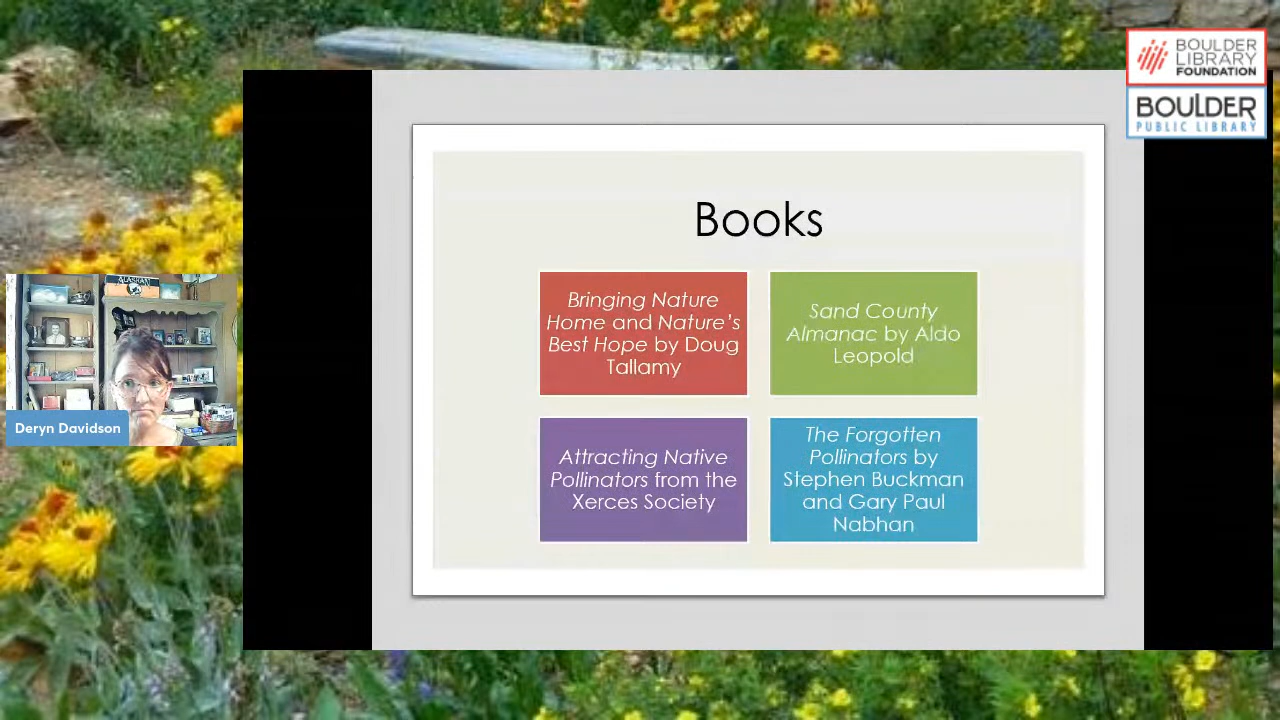 BOULDER
LIBRARY
FOUNDATION
BOULDER
PUBLIC LIBRARY
Books
Bringing Nature
Home and Nature's
Best Hope by Doug
Tallamy
Sand County
Almanac by Aldo
Leopold
Attracting Native
Pollinators from the
Xerces Society
The Forgotten
Pollinators by
Stephen Buckman
and Gary Paul
Nabhan
ALASKAN
Deryn Davidson